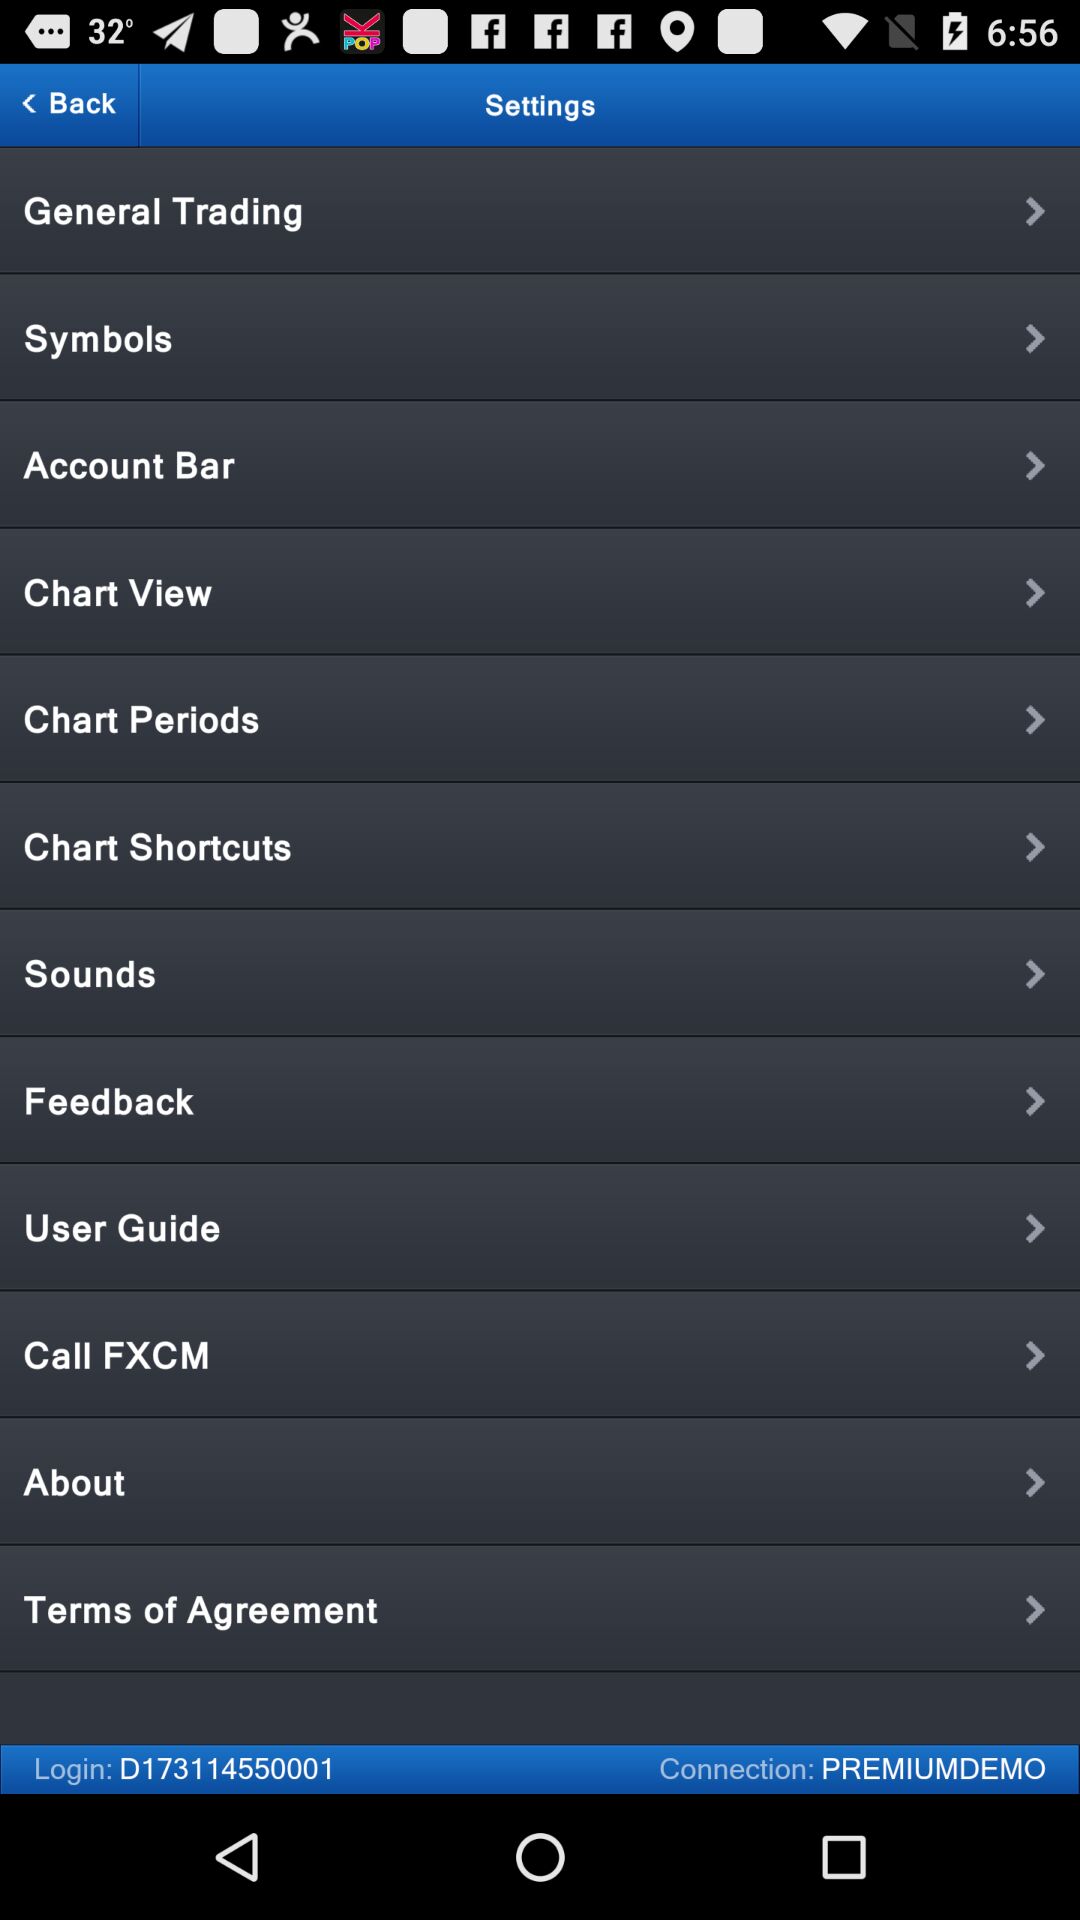 32° K POP 6:56
Back Settings
General Trading
Symbols
Account Bar
Chart View
Chart Periods
Chart Shortcuts
Sounds
Feedback
User Guide
Call FXCM
About
Terms of Agreement
Login: D173114550001 Connection: PREMIUMDEMO